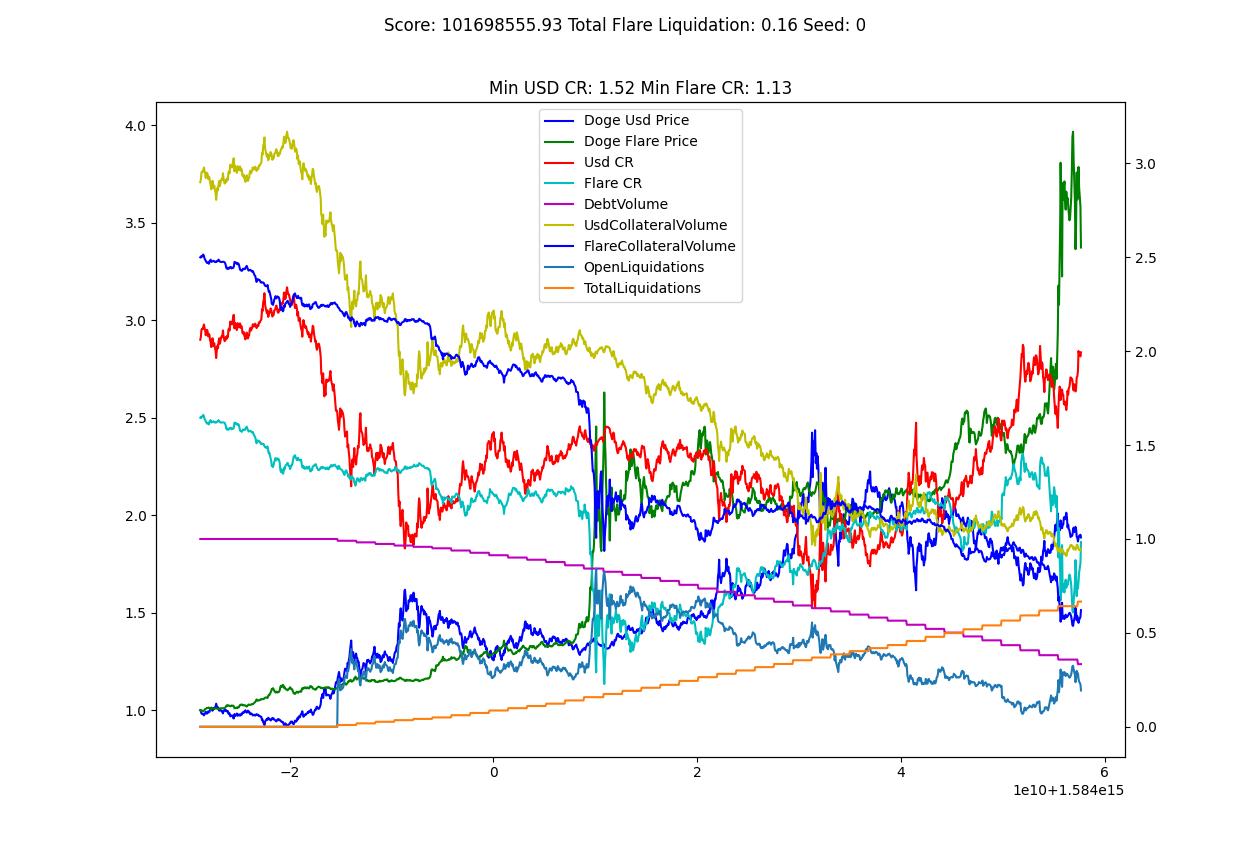 Score: 101698555.93 Total Flare Liquidation: 0.16 Seed: 0
Min USD CR: 1.52 Min Flare CR: 1.13
Doge Usd Price
Doge Flare Price
Usd CR
Flare CR
DebtVolume
UsdCollateralVolume
FlareCollateralVolume
OpenLiquidations
TotalLiquidations
4.0
3.5
3.0
2.5
2.0
1.5
1.0
3.0
2.5
2.0
1.5
1.0
0.5
0.0
−2
0
2
4
6
1e10+1.584e15